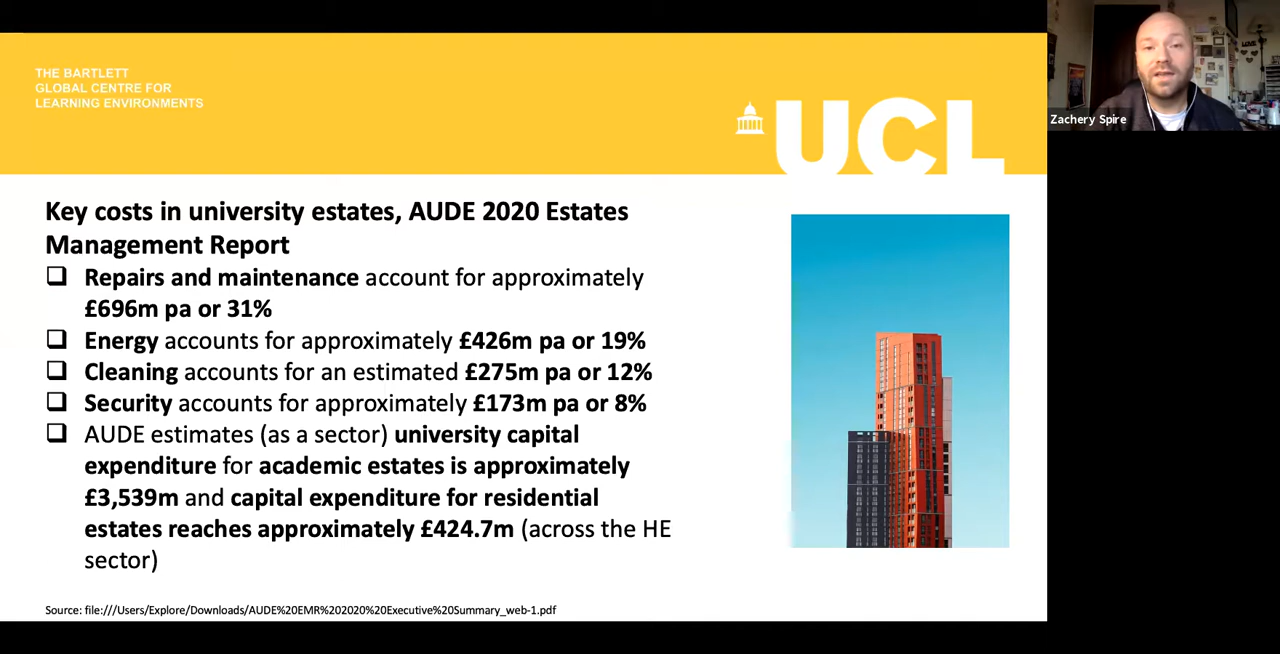 THE BARTLETT
GLOBAL CENTRE FOR
LEARNING ENVIRONMENTS
UCL
Zachery Spire
Key costs in university estates, AUDE 2020 Estates
Management Report
❑ Repairs and maintenance account for approximately
£696m pa or 31%
❑ Energy accounts for approximately £426m pa or 19%
❑ Cleaning accounts for an estimated £275m pa or 12%
❑ Security accounts for approximately £173m pa or 8%
❑ AUDE estimates (as a sector) university capital
expenditure for academic estates is approximately
£3,539m and capital expenditure for residential
estates reaches approximately £424.7m (across the HE
sector)
Source: file:///Users/Explore/Downloads/AUDE%20EMR%202020%20Executive%20Summary_web-1.pdf
LOVE